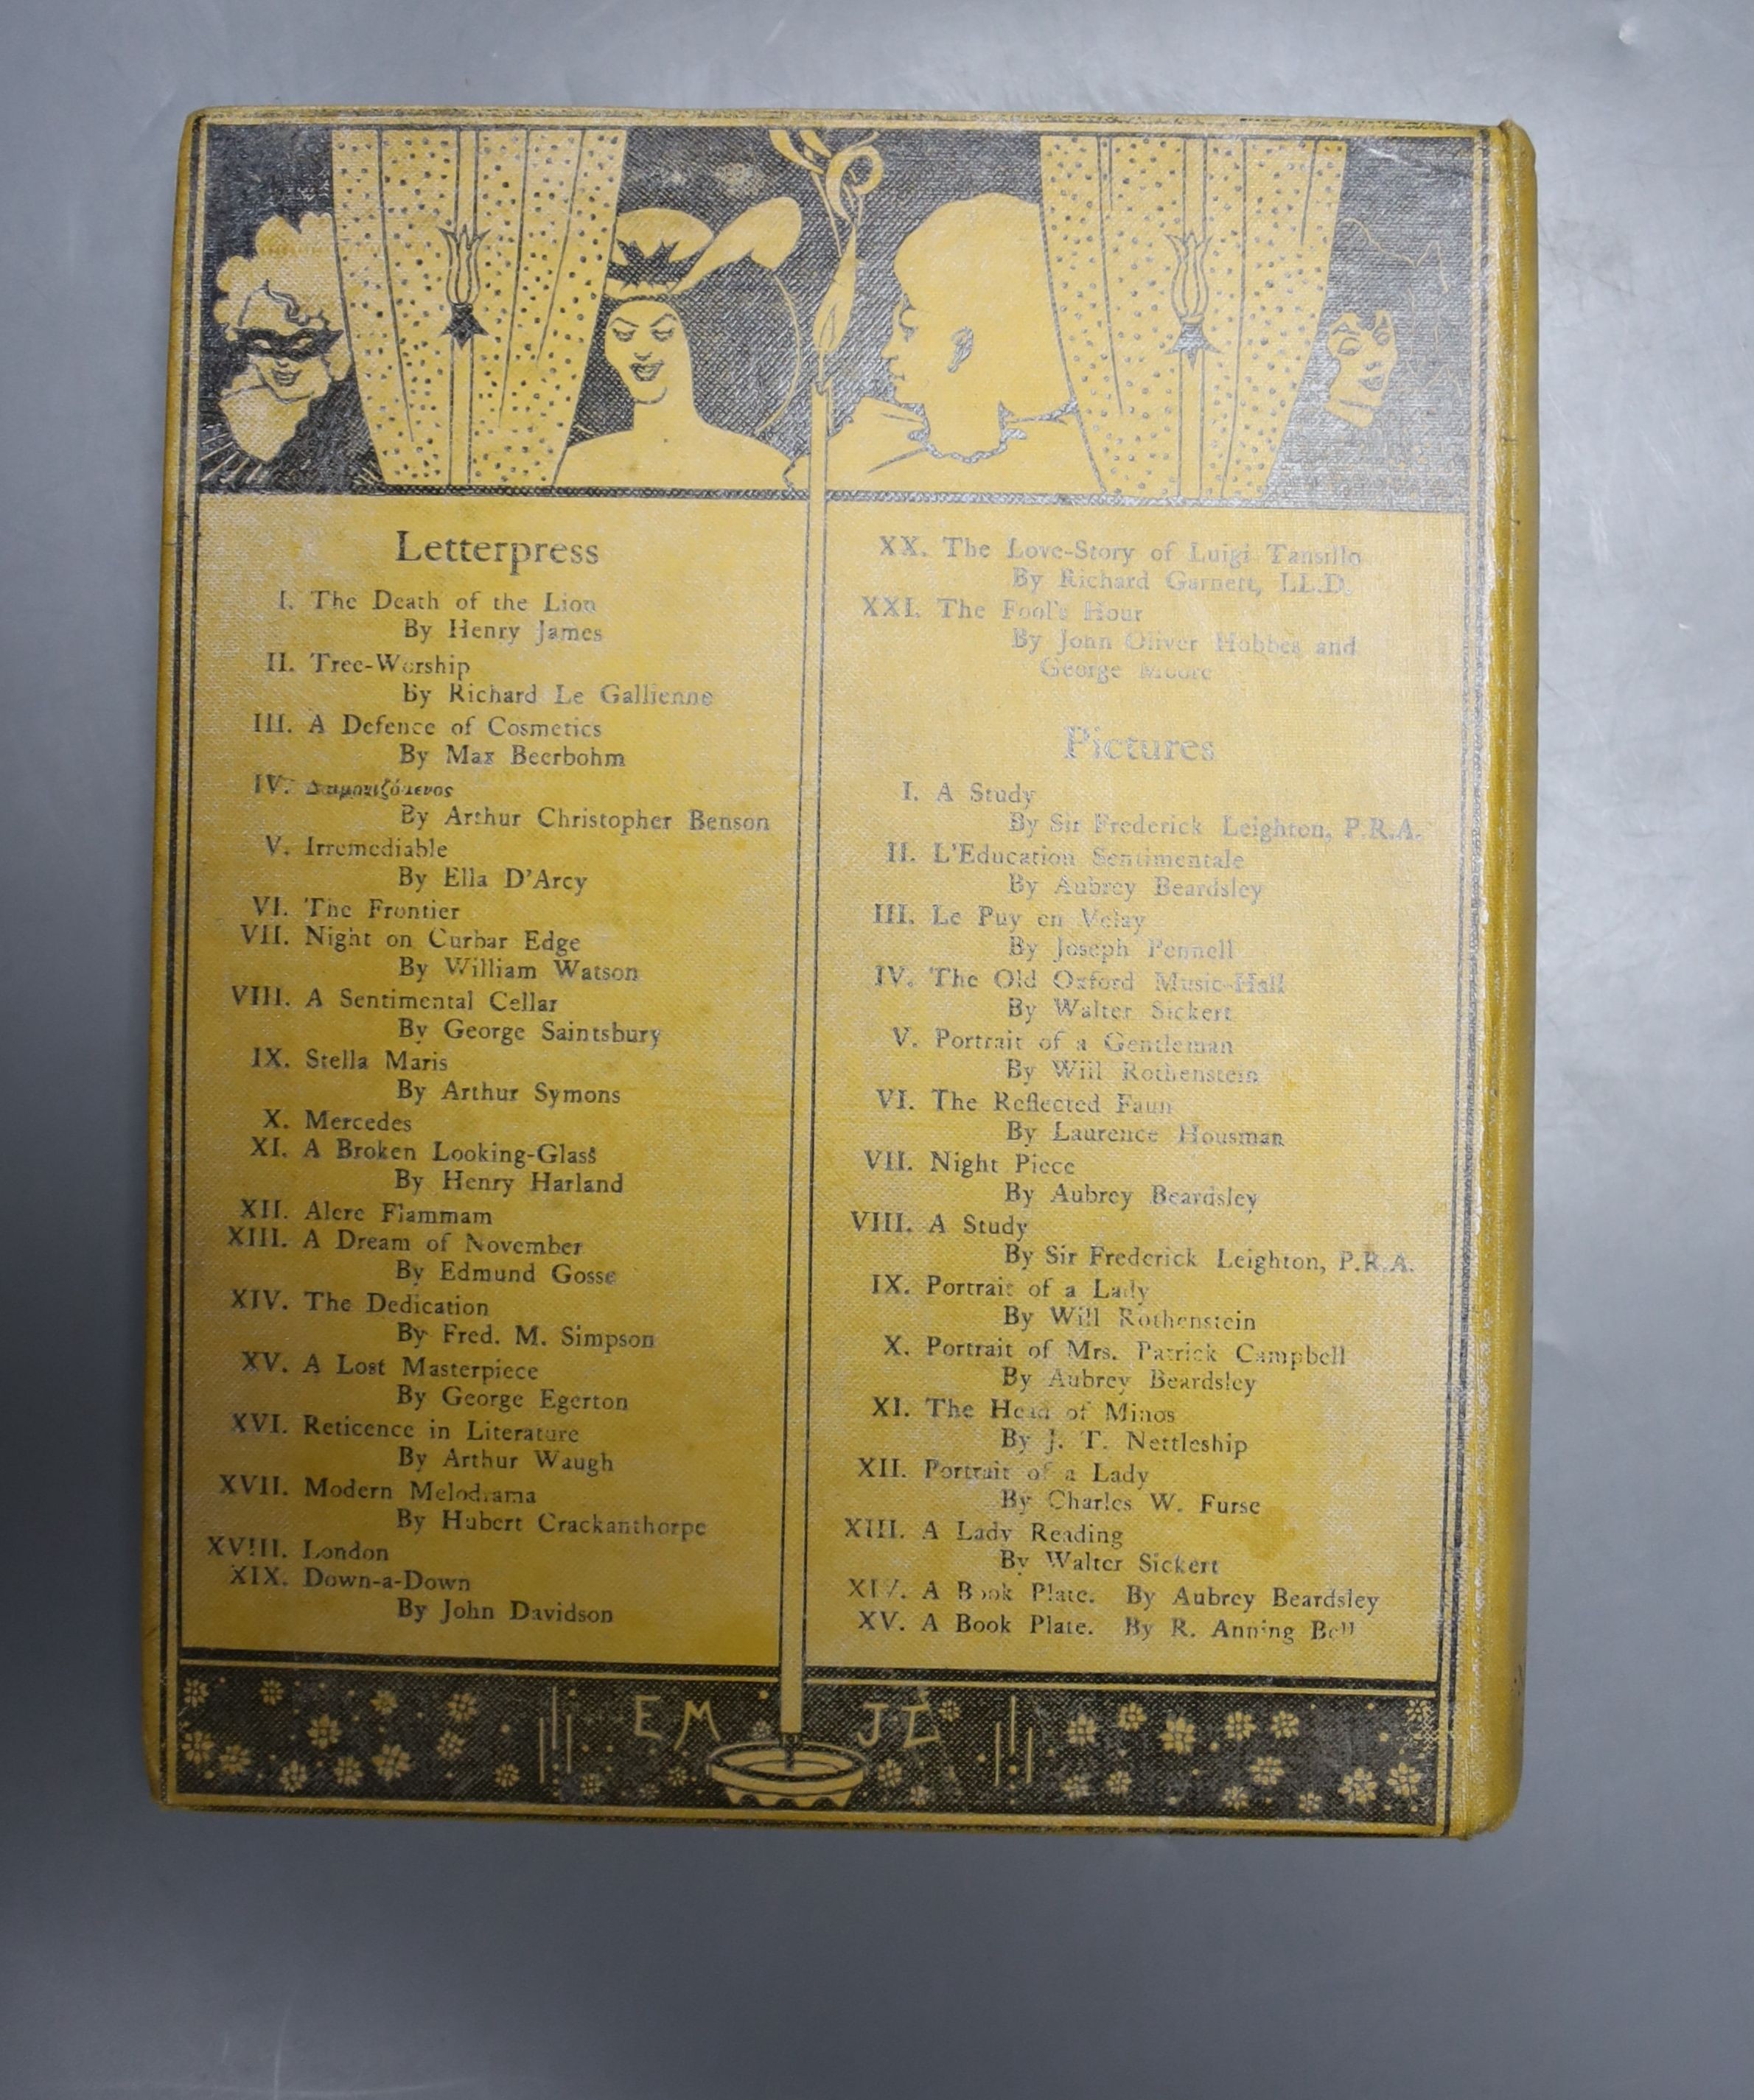 Letterpress
I. The Death of the Lion
By Henry James
II. Tree-Worship
By Richard Le Gallienne
III. A Defence of Cosmetics
By Max Beerbohm
IV. Δαιμονιζόμενος
By Arthur Christopher Benson
V. Irremediable
By Ella D'Arcy
VI. The Frontier
VII. Night on Curbar Edge
By William Watson
VIII. A Sentimental Cellar
By George Saintsbury
IX. Stella Maris
By Arthur Symons
X. Mercedes
XI. A Broken Looking-Glass
By Henry Harland
XII. Alere Flammam
XIII. A Dream of November
By Edmund Gosse
XIV. The Dedication
By Fred. M. Simpson
XV. A Lost Masterpiece
By George Egerton
XVI. Reticence in Literature
By Arthur Waugh
XVII. Modern Melodrama
By Hubert Crackanthorpe
XVIII. London
XIX. Down-a-Down
By John Davidson
XX. The Love-Story of Luigi Tansillo
By Richard Garnett, LL.D.
XXI. The Fool's Hour
By John Oliver Hobbes and
George Moore
Pictures
I. A Study
By Sir Frederick Leighton, P.R.A.
II. L'Education Sentimentale
By Aubrey Beardsley
III. Le Puy en Velay
By Joseph Pennell
IV. The Old Oxford Music-Hall
By Walter Sickert
V. Portrait of a Gentleman
By Will Rothenstein
VI. The Reflected Faun
By Laurence Housman
VII. Night Piece
By Aubrey Beardsley
VIII. A Study
By Sir Frederick Leighton, P.R.A.
IX. Portrait of a Lady
By Will Rothenstein
X. Portrait of Mrs. Patrick Campbell
By Aubrey Beardsley
XI. The Head of Minos
By J. T. Nettleship
XII. Portrait of a Lady
By Charles W. Furse
XIII. A Lady Reading
By Walter Sickert
XIV. A Book Plate. By Aubrey Beardsley
XV. A Book Plate. By R. Anning Bell
EM JL